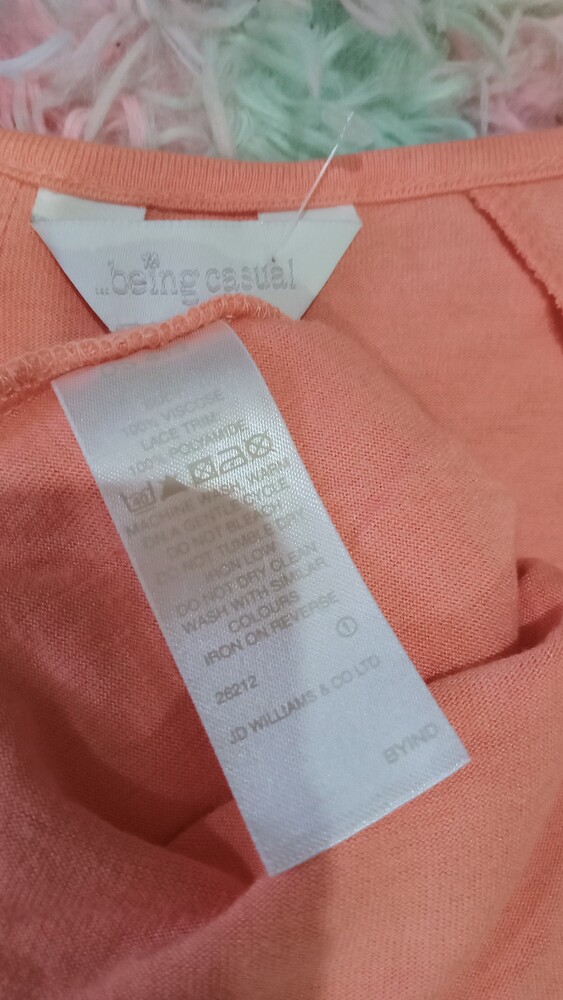 ...being casual
100% VISCOSE
LACE TRIM
100% POLYAMIDE
MACHINE WASH WARM
ON A GENTLE CYCLE
DO NOT BLEACH
DO NOT TUMBLE DRY
IRON LOW
DO NOT DRY CLEAN
WASH WITH SIMILAR
COLOURS
IRON ON REVERSE
1
26212
JD WILLIAMS & CO LTD
BYIND